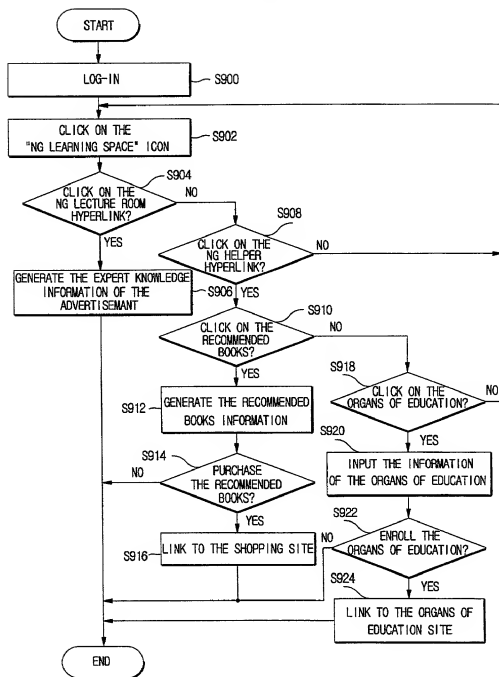 START
LOG-IN
S900
CLICK ON THE
"NG LEARNING SPACE" ICON
S902
CLICK ON THE
NG LECTURE ROOM
HYPERLINK?
S904
NO
YES
CLICK ON THE
NG HELPER
HYPERLINK?
S908
NO
YES
GENERATE THE EXPERT KNOWLEDGE
INFORMATION OF THE
ADVERTISEMANT
S906
CLICK ON THE
RECOMMENDED
BOOKS?
S910
NO
YES
S912
GENERATE THE RECOMMENDED
BOOKS INFORMATION
S918
CLICK ON THE
ORGANS OF EDUCATION?
NO
YES
S914
PURCHASE
THE RECOMMENDED
BOOKS?
NO
YES
S920
INPUT THE INFORMATION
OF THE ORGANS OF EDUCATION
S916
LINK TO THE SHOPPING SITE
S922
ENROLL THE
ORGANS OF EDUCATION?
NO
YES
S924
LINK TO THE ORGANS OF
EDUCATION SITE
END